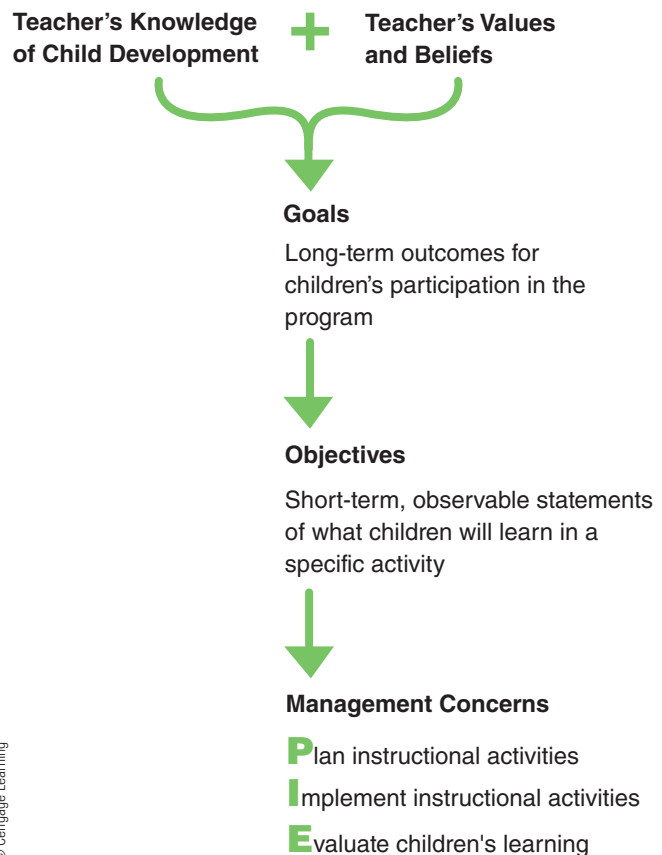 Teacher’s Knowledge
of Child Development
+
Teacher’s Values
and Beliefs
Goals
Long-term outcomes for
children’s participation in the
program
Objectives
Short-term, observable statements
of what children will learn in a
specific activity
Management Concerns
Plan instructional activities
Implement instructional activities
Evaluate children's learning
© Cengage Learning